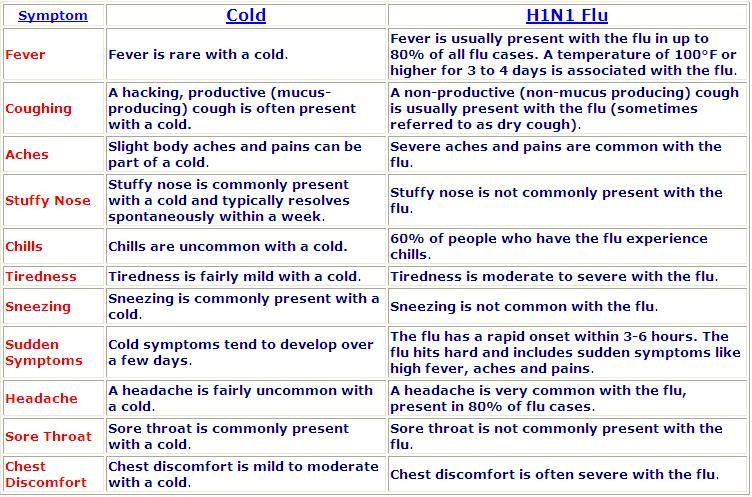 Symptom Cold H1N1 Flu
Fever
Fever is rare with a cold.
Fever is usually present with the flu in up to
80% of all flu cases. A temperature of 100°F or
higher for 3 to 4 days is associated with the flu.
Coughing
A hacking, productive (mucus-
producing) cough is often present
with a cold.
A non-productive (non-mucus producing) cough
is usually present with the flu (sometimes
referred to as dry cough).
Aches
Slight body aches and pains can be
part of a cold.
Severe aches and pains are common with the
flu.
Stuffy Nose
Stuffy nose is commonly present
with a cold and typically resolves
spontaneously within a week.
Stuffy nose is not commonly present with the
flu.
Chills
Chills are uncommon with a cold.
60% of people who have the flu experience
chills.
Tiredness
Tiredness is fairly mild with a cold.
Tiredness is moderate to severe with the flu.
Sneezing
Sneezing is commonly present with a
cold.
Sneezing is not common with the flu.
Sudden
Symptoms
Cold symptoms tend to develop over
a few days.
The flu has a rapid onset within 3-6 hours. The
flu hits hard and includes sudden symptoms like
high fever, aches and pains.
Headache
A headache is fairly uncommon with
a cold.
A headache is very common with the flu,
present in 80% of flu cases.
Sore Throat
Sore throat is commonly present
with a cold.
Sore throat is not commonly present with the
flu.
Chest
Discomfort
Chest discomfort is mild to moderate
with a cold.
Chest discomfort is often severe with the flu.